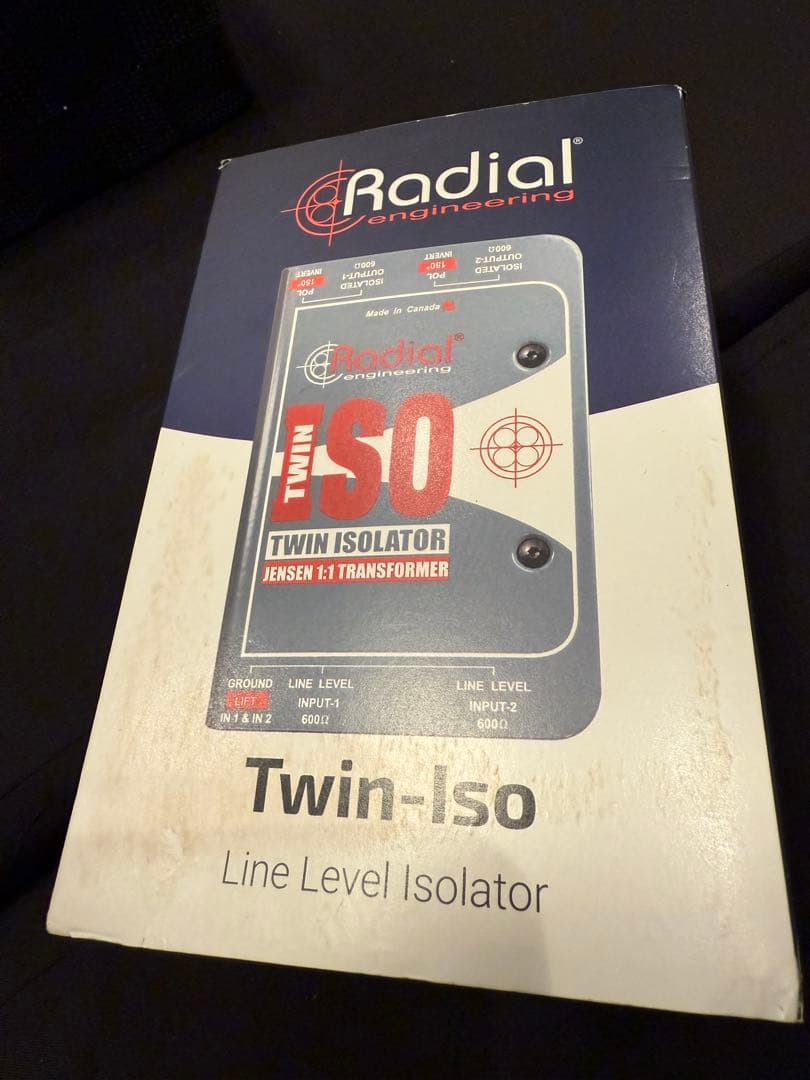 Radial®
engineering
ISOLATED
OUTPUT-1
600Ω
POL
180°
INVERT
ISOLATED
OUTPUT-2
600Ω
POL
180°
INVERT
Made in Canada
Radial®
engineering
TWIN
ISO
TWIN ISOLATOR
JENSEN 1:1 TRANSFORMER
GROUND
LIFT
IN 1 & IN 2
LINE LEVEL
INPUT-1
600Ω
LINE LEVEL
INPUT-2
600Ω
Twin-Iso
Line Level Isolator